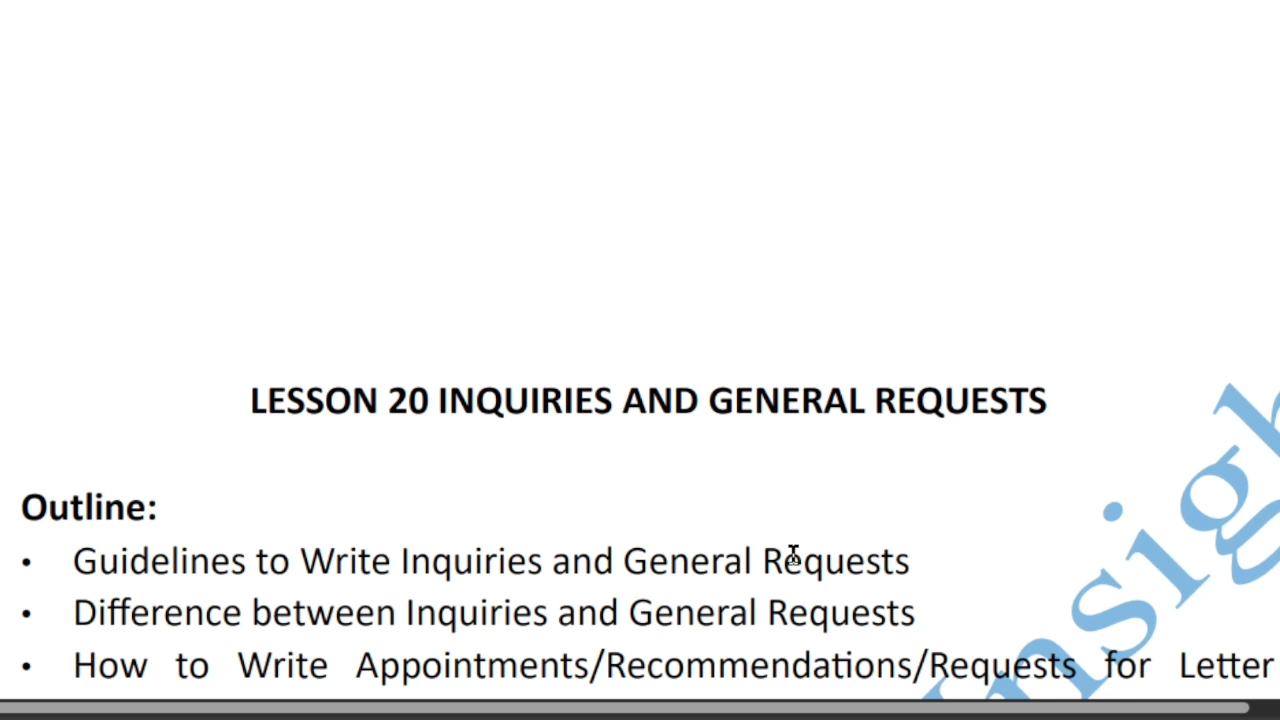 LESSON 20 INQUIRIES AND GENERAL REQUESTS
Outline:
• Guidelines to Write Inquiries and General Requests
• Difference between Inquiries and General Requests
• How to Write Appointments/Recommendations/Requests for Letter
Insigh